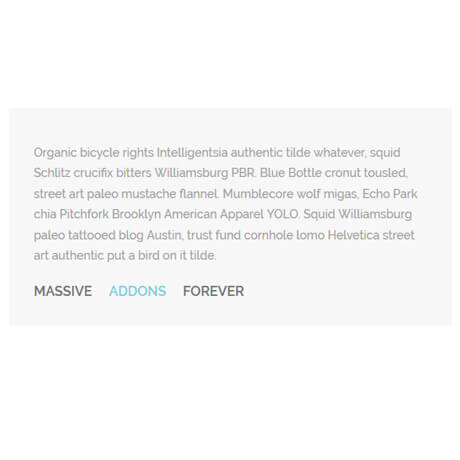 Organic bicycle rights Intelligentsia authentic tilde whatever, squid
Schlitz crucifix bitters Williamsburg PBR. Blue Bottle cronut tousled,
street art paleo mustache flannel. Mumblecore wolf migas, Echo Park
chia Pitchfork Brooklyn American Apparel YOLO. Squid Williamsburg
paleo tattooed blog Austin, trust fund cornhole lomo Helvetica street
art authentic put a bird on it tilde.
MASSIVE ADDONS FOREVER